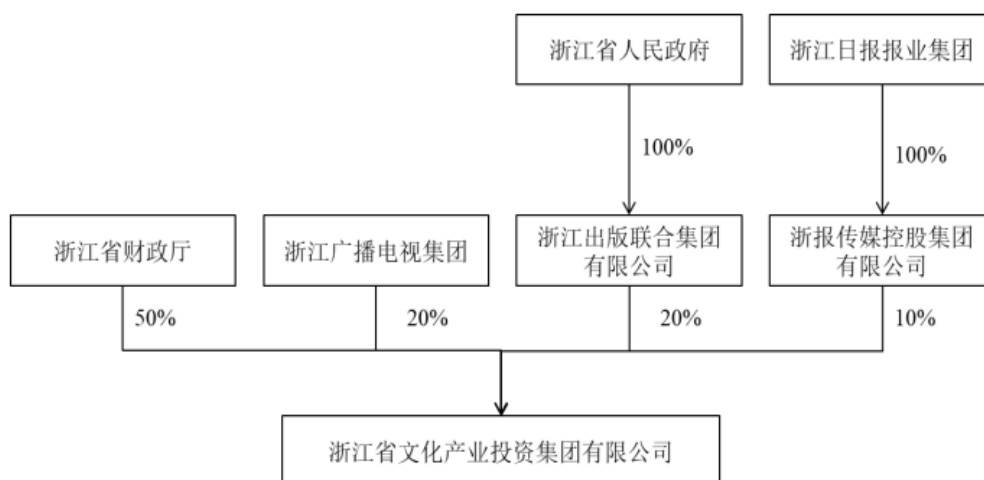 浙江省人民政府
浙江日报报业集团
100%
100%
浙江省财政厅
浙江广播电视集团
浙江出版联合集团
有限公司
浙报传媒控股集团
有限公司
50%
20%
20%
10%
浙江省文化产业投资集团有限公司